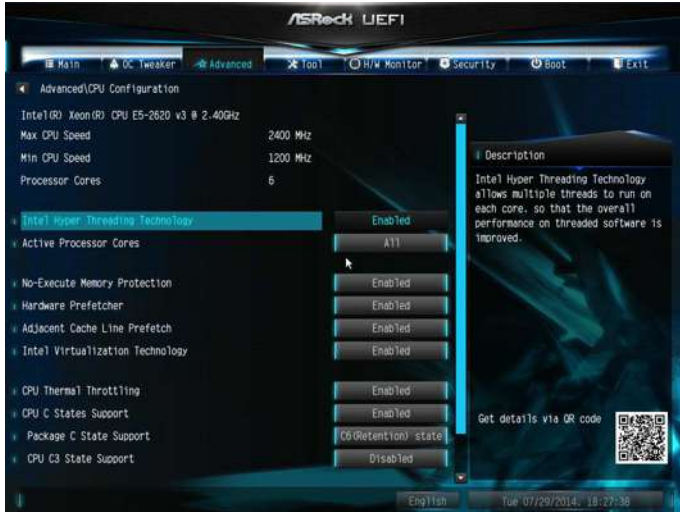 ASRock UEFI
Main OC Tweaker Advanced Tool H/W Monitor Security Boot Exit
Advanced\CPU Configuration
Intel(R) Xeon(R) CPU E5-2620 v3 @ 2.40GHz
Max CPU Speed 2400 MHz
Min CPU Speed 1200 MHz
Processor Cores 6
Intel Hyper Threading Technology Enabled
Active Processor Cores All
No-Execute Memory Protection Enabled
Hardware Prefetcher Enabled
Adjacent Cache Line Prefetch Enabled
Intel Virtualization Technology Enabled
CPU Thermal Throttling Enabled
CPU C States Support Enabled
Package C State Support C6(Retention) state
CPU C3 State Support Disabled
Description
Intel Hyper Threading Technology
allows multiple threads to run on
each core. so that the overall
performance on threaded software is
improved.
Get details via QR code
English Tue 07/29/2014. 18:27:38